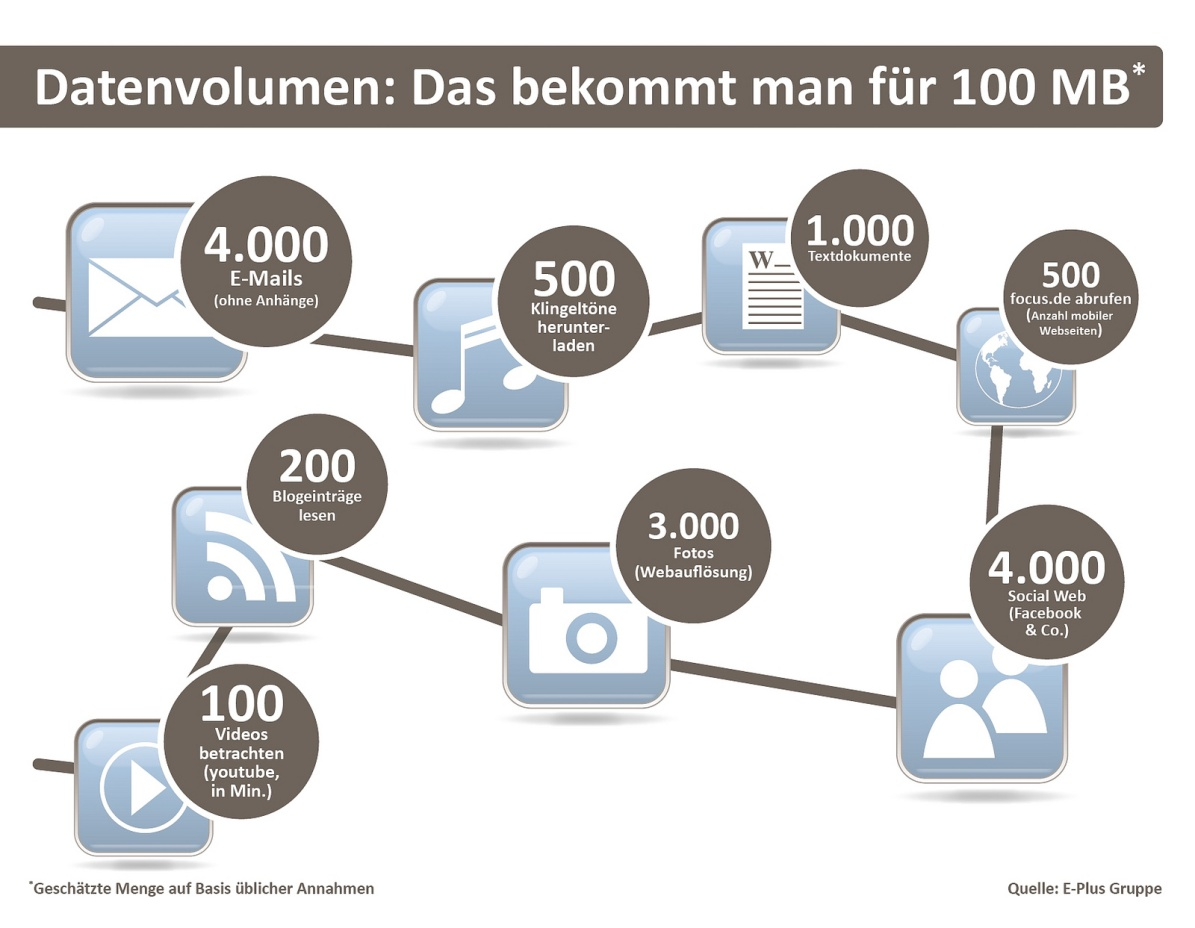 Datenvolumen: Das bekommt man für 100 MB*
4.000
E-Mails
(ohne Anhänge)
500
Klingeltöne
herunter-
laden
W_
1.000
Textdokumente
500
focus.de abrufen
(Anzahl mobiler
Webseiten)
200
Blogeinträge
lesen
3.000
Fotos
(Webauflösung)
4.000
Social Web
(Facebook
& Co.)
100
Videos
betrachten
(youtube,
in Min.)
*Geschätzte Menge auf Basis üblicher Annahmen
Quelle: E-Plus Gruppe